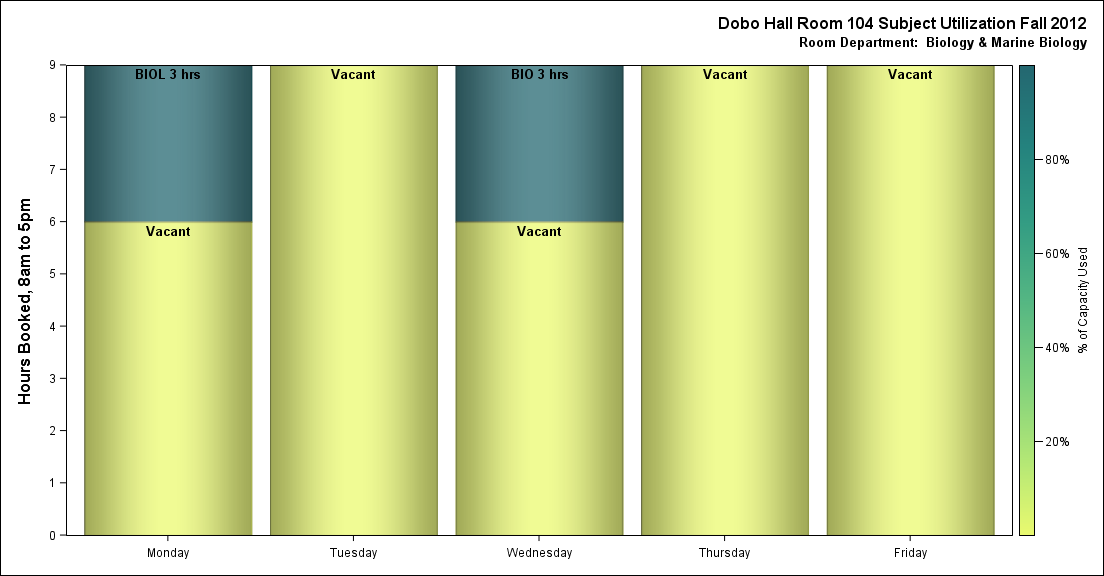 Dobo Hall Room 104 Subject Utilization Fall 2012
Room Department:  Biology & Marine Biology
Hours Booked, 8am to 5pm
9
8
7
6
5
4
3
2
1
0
BIOL 3 hrs
Vacant
Vacant
BIO 3 hrs
Vacant
Vacant
Vacant
Monday
Tuesday
Wednesday
Thursday
Friday
80%
60%
40%
20%
% of Capacity Used